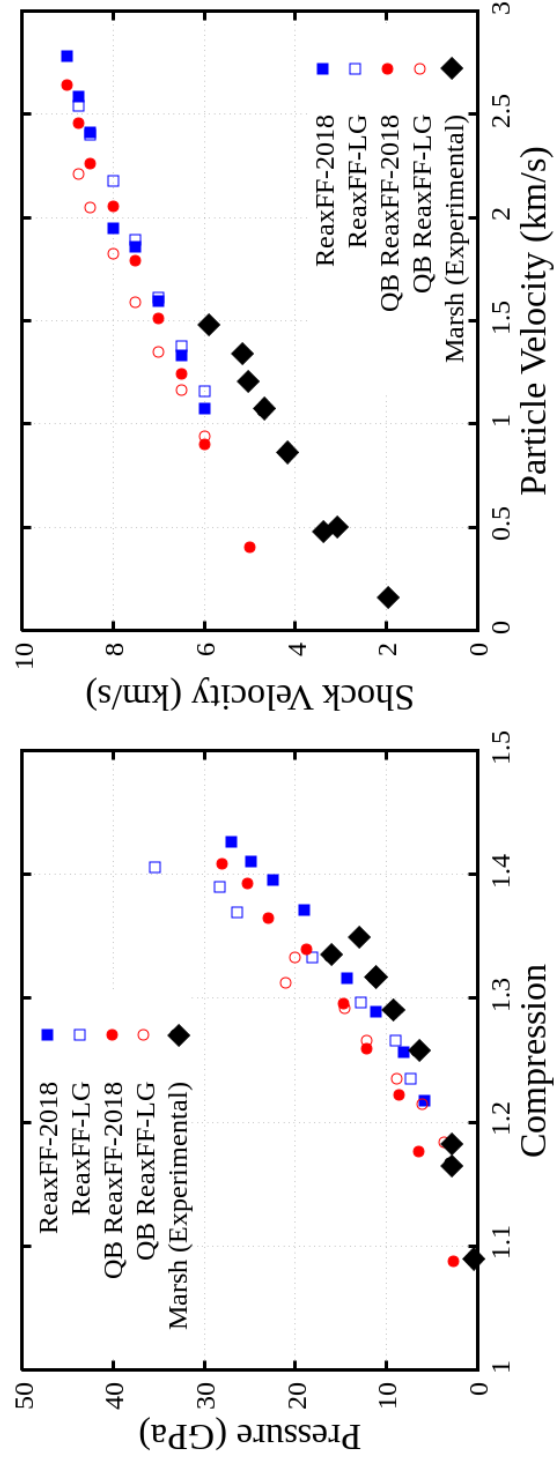 Pressure (GPa)
50
40
30
20
10
0
1
1.1
1.2
1.3
1.4
1.5
Compression
ReaxFF-2018
ReaxFF-LG
QB ReaxFF-2018
QB ReaxFF-LG
Marsh (Experimental)
Shock Velocity (km/s)
10
8
6
4
2
0
0
0.5
1
1.5
2
2.5
3
Particle Velocity (km/s)
ReaxFF-2018
ReaxFF-LG
QB ReaxFF-2018
QB ReaxFF-LG
Marsh (Experimental)